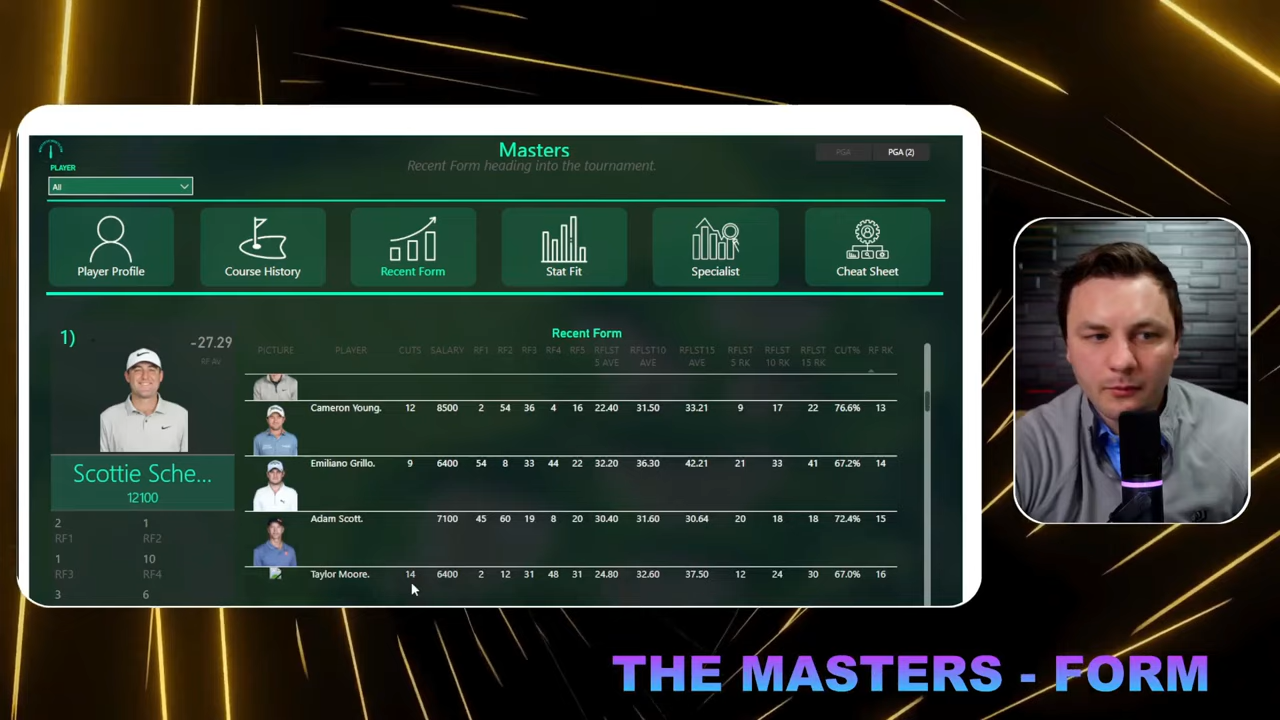 Masters
Recent Form heading into the tournament.
PGA
PGA (2)
PLAYER
All
Player Profile
Course History
Recent Form
Stat Fit
Specialist
Cheat Sheet
1)
-27.29
RF AV
Scottie Sche...
12100
2 1
RF1 RF2
1 10
RF3 RF4
3 6
Recent Form
PICTURE PLAYER CUTS SALARY RF1 RF2 RF3 RF4 RF5 RFLST 5 AVE RFLST10 AVE RFLST15 AVE RFLST 5 RK RFLST 10 RK RFLST 15 RK CUT% RF RK
Cameron Young. 12 8500 2 54 36 4 16 22.40 31.50 33.21 9 17 22 76.6% 13
Emiliano Grillo. 9 6400 54 8 33 44 22 32.20 36.30 42.21 21 33 41 67.2% 14
Adam Scott. 7100 45 60 19 8 20 30.40 31.60 30.64 20 18 18 72.4% 15
Taylor Moore. 14 6400 2 12 31 48 31 24.80 32.60 37.50 12 24 30 67.0% 16
THE MASTERS - FORM